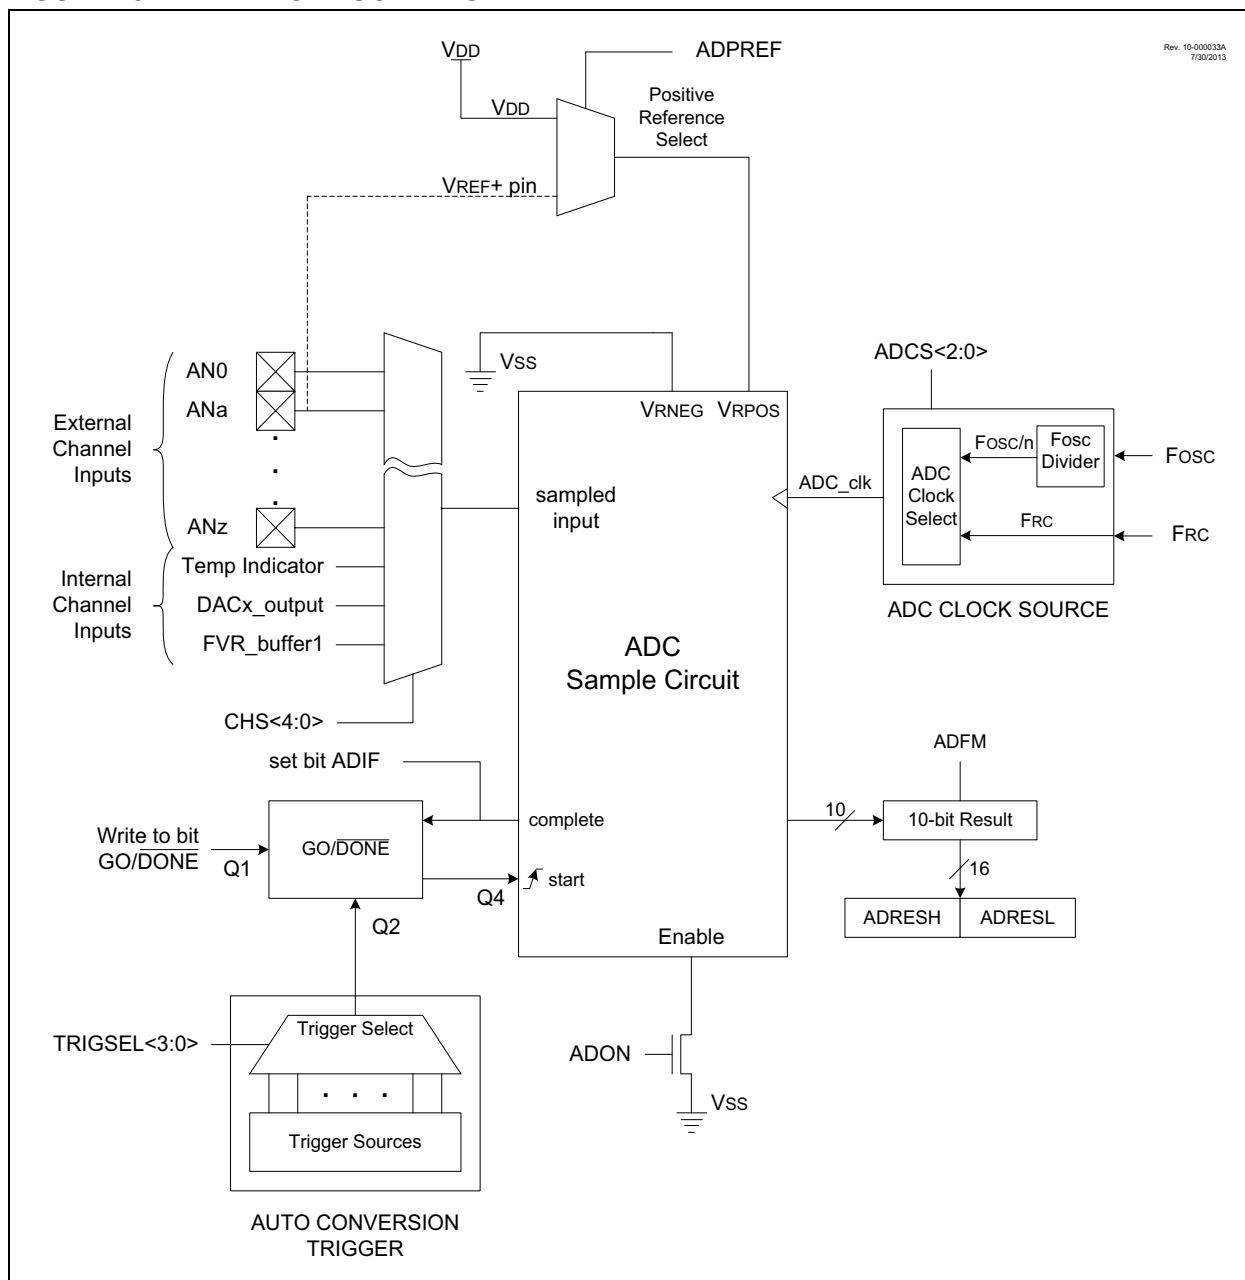 Rev. 10-000033A
7/30/2013
VDD
ADPREF
VDD
Positive
Reference
Select
VREF+ pin
VSS
ADCS<2:0>
AN0
ANa
External
Channel
Inputs
VRNEG
VRPOS
FOSC/n
Fosc
Divider
FOSC
ADC
Clock
Select
ADC_clk
sampled
input
ANz
FRC
FRC
Temp Indicator
Internal
Channel
Inputs
DACx_output
ADC CLOCK SOURCE
FVR_buffer1
ADC
Sample Circuit
CHS<4:0>
set bit ADIF
ADFM
10
10-bit Result
complete
Write to bit
GO/DONE
GO/DONE
Q1
Q4
start
16
ADRESH
ADRESL
Q2
Enable
Trigger Select
TRIGSEL<3:0>
. . .
ADON
VSS
Trigger Sources
AUTO CONVERSION
TRIGGER